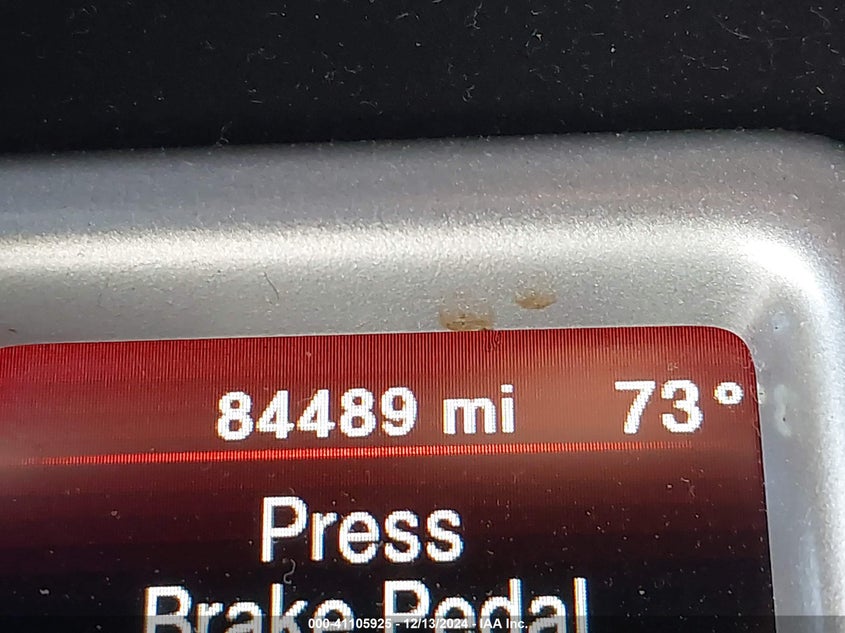 84489 mi 73°
Press
Brake Pedal
000-41105925 - 12/13/2024 - IAA Inc.